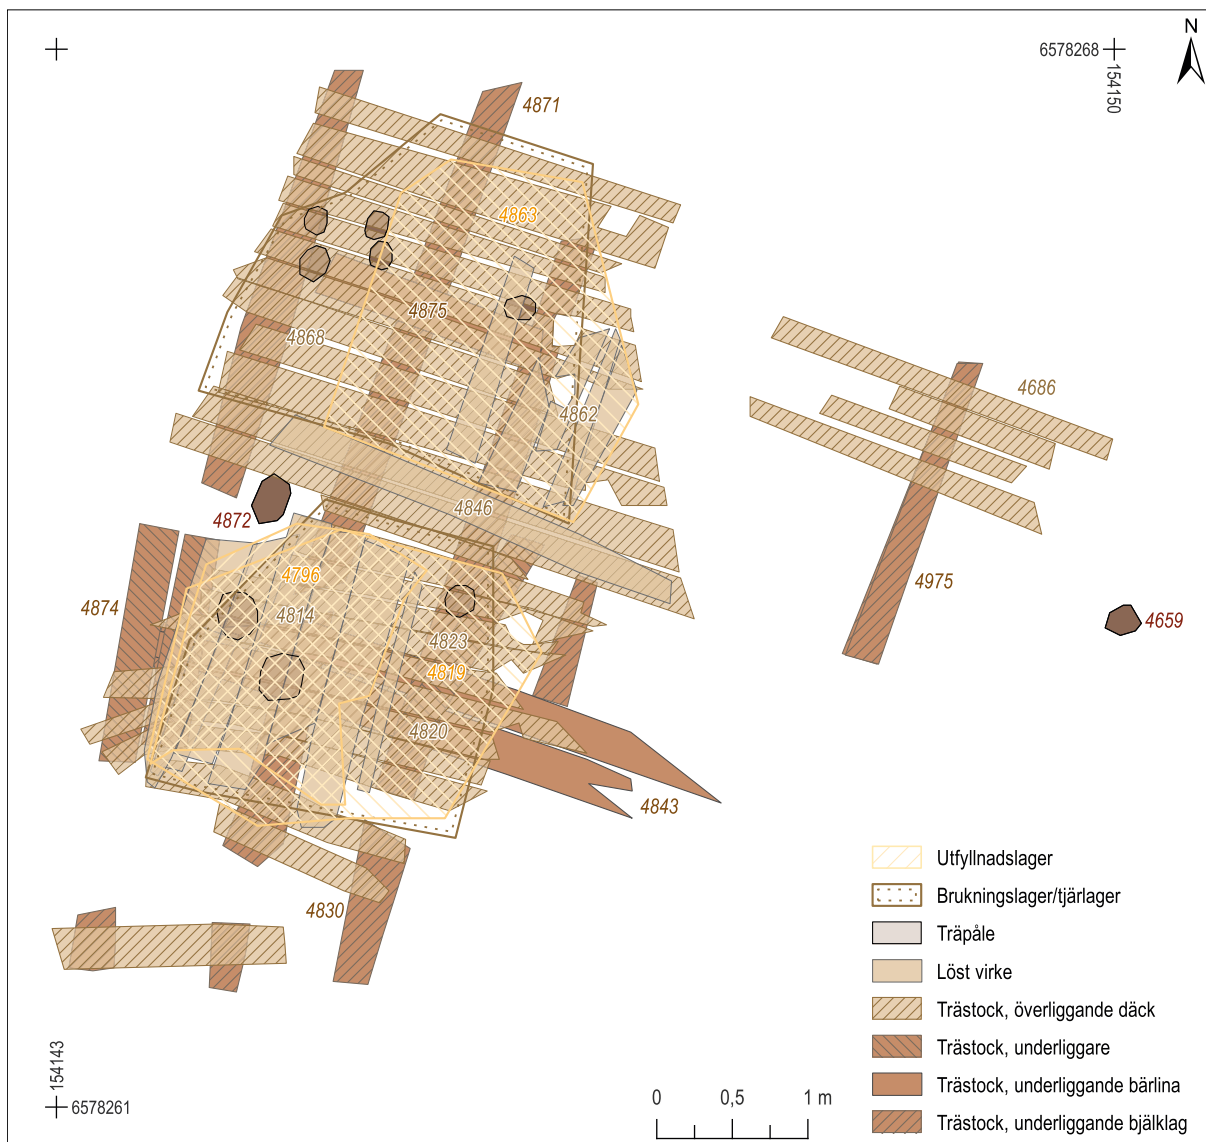 N
6578268
154150
4871
4863
4875
4868
4862
4686
4846
4872
4796
4975
4874
4814
4659
4823
4819
4820
4843
4830
Utfyllnadslager
Brukningslager/tjärlager
Träpåle
Löst virke
Trästock, överliggande däck
Trästock, underliggare
Trästock, underliggande bärlina
Trästock, underliggande bjälklag
154143
6578261
0 0,5 1 m